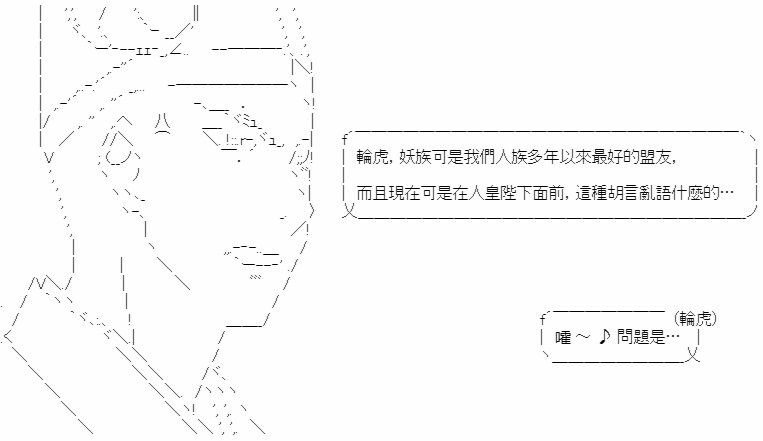 輪虎, 妖族可是我們人族多年以來最好的盟友,
而且現在可是在人皇陛下面前, 這種胡言亂語什麼的…
(輪虎)
嚯 ～ ♪ 問題是…